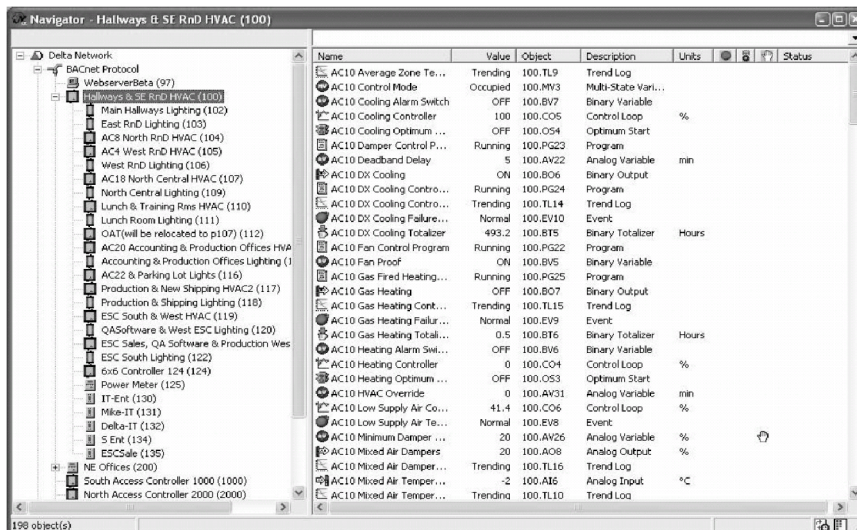 Navigator - Hallways & SE RnD HVAC (100)
Delta Network
BACnet Protocol
WebserverBeta (97)
Hallways & SE RnD HVAC (100)
Main Hallways Lighting (102)
East RnD Lighting (103)
AC8 North RnD HVAC (104)
AC4 West RnD HVAC (105)
West RnD Lighting (106)
AC18 North Central HVAC (107)
North Central Lighting (109)
Lunch & Training Rms HVAC (110)
Lunch Room Lighting (111)
OAT(will be relocated to p107) (112)
AC20 Accounting & Production Offices HVA
Accounting & Production Offices Lighting (1
AC22 & Parking Lot Lights (116)
Production & New Shipping HVAC2 (117)
Production & Shipping Lighting (118)
ESC South & West HVAC (119)
QASoftware & West ESC Lighting (120)
ESC Sales, QA Software & Production Wes
ESC South Lighting (122)
6x6 Controller 124 (124)
Power Meter (125)
IT-Ent (130)
Mike-IT (131)
Delta-IT (132)
S Ent (134)
ESCSale (135)
NE Offices (200)
South Access Controller 1000 (1000)
North Access Controller 2000 (2000)
Name Value Object Description Units Status
AC10 Average Zone Te... Trending 100.TL9 Trend Log
AC10 Control Mode Occupied 100.MV3 Multi-State Vari...
AC10 Cooling Alarm Switch OFF 100.BV7 Binary Variable
AC10 Cooling Controller 100 100.CO5 Control Loop %
AC10 Cooling Optimum ... OFF 100.OS4 Optimum Start
AC10 Damper Control P... Running 100.PG23 Program
AC10 Deadband Delay 5 100.AV22 Analog Variable min
AC10 DX Cooling ON 100.BO6 Binary Output
AC10 DX Cooling Contro... Running 100.PG24 Program
AC10 DX Cooling Contro... Trending 100.TL14 Trend Log
AC10 DX Cooling Failure... Normal 100.EV10 Event
AC10 DX Cooling Totalizer 493.2 100.BT5 Binary Totalizer Hours
AC10 Fan Control Program Running 100.PG22 Program
AC10 Fan Proof ON 100.BV5 Binary Variable
AC10 Gas Fired Heating... Running 100.PG25 Program
AC10 Gas Heating OFF 100.BO7 Binary Output
AC10 Gas Heating Cont... Trending 100.TL15 Trend Log
AC10 Gas Heating Failur... Normal 100.EV9 Event
AC10 Gas Heating Totali... 0.5 100.BT6 Binary Totalizer Hours
AC10 Heating Alarm Swi... OFF 100.BV6 Binary Variable
AC10 Heating Controller 0 100.CO4 Control Loop %
AC10 Heating Optimum ... OFF 100.OS3 Optimum Start
AC10 HVAC Override 0 100.AV31 Analog Variable min
AC10 Low Supply Air Co... 41.4 100.CO6 Control Loop %
AC10 Low Supply Air Te... Normal 100.EV8 Event
AC10 Minimum Damper ... 20 100.AV26 Analog Variable %
AC10 Mixed Air Dampers 20 100.AO8 Analog Output %
AC10 Mixed Air Damper... Trending 100.TL16 Trend Log
AC10 Mixed Air Temper... -2 100.AI6 Analog Input °C
AC10 Mixed Air Temper... Trending 100.TL10 Trend Log
198 object(s)